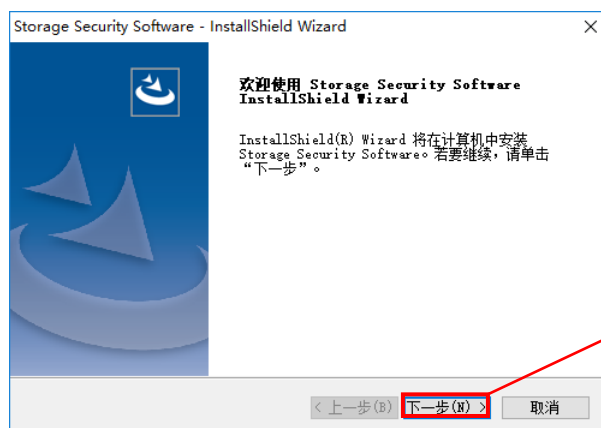 Storage Security Software - InstallShield Wizard
欢迎使用 Storage Security Software
InstallShield Wizard
InstallShield(R) Wizard 将在计算机中安装
Storage Security Software。若要继续，请单击
“下一步”。
< 上一步(B) 下一步(N) > 取消